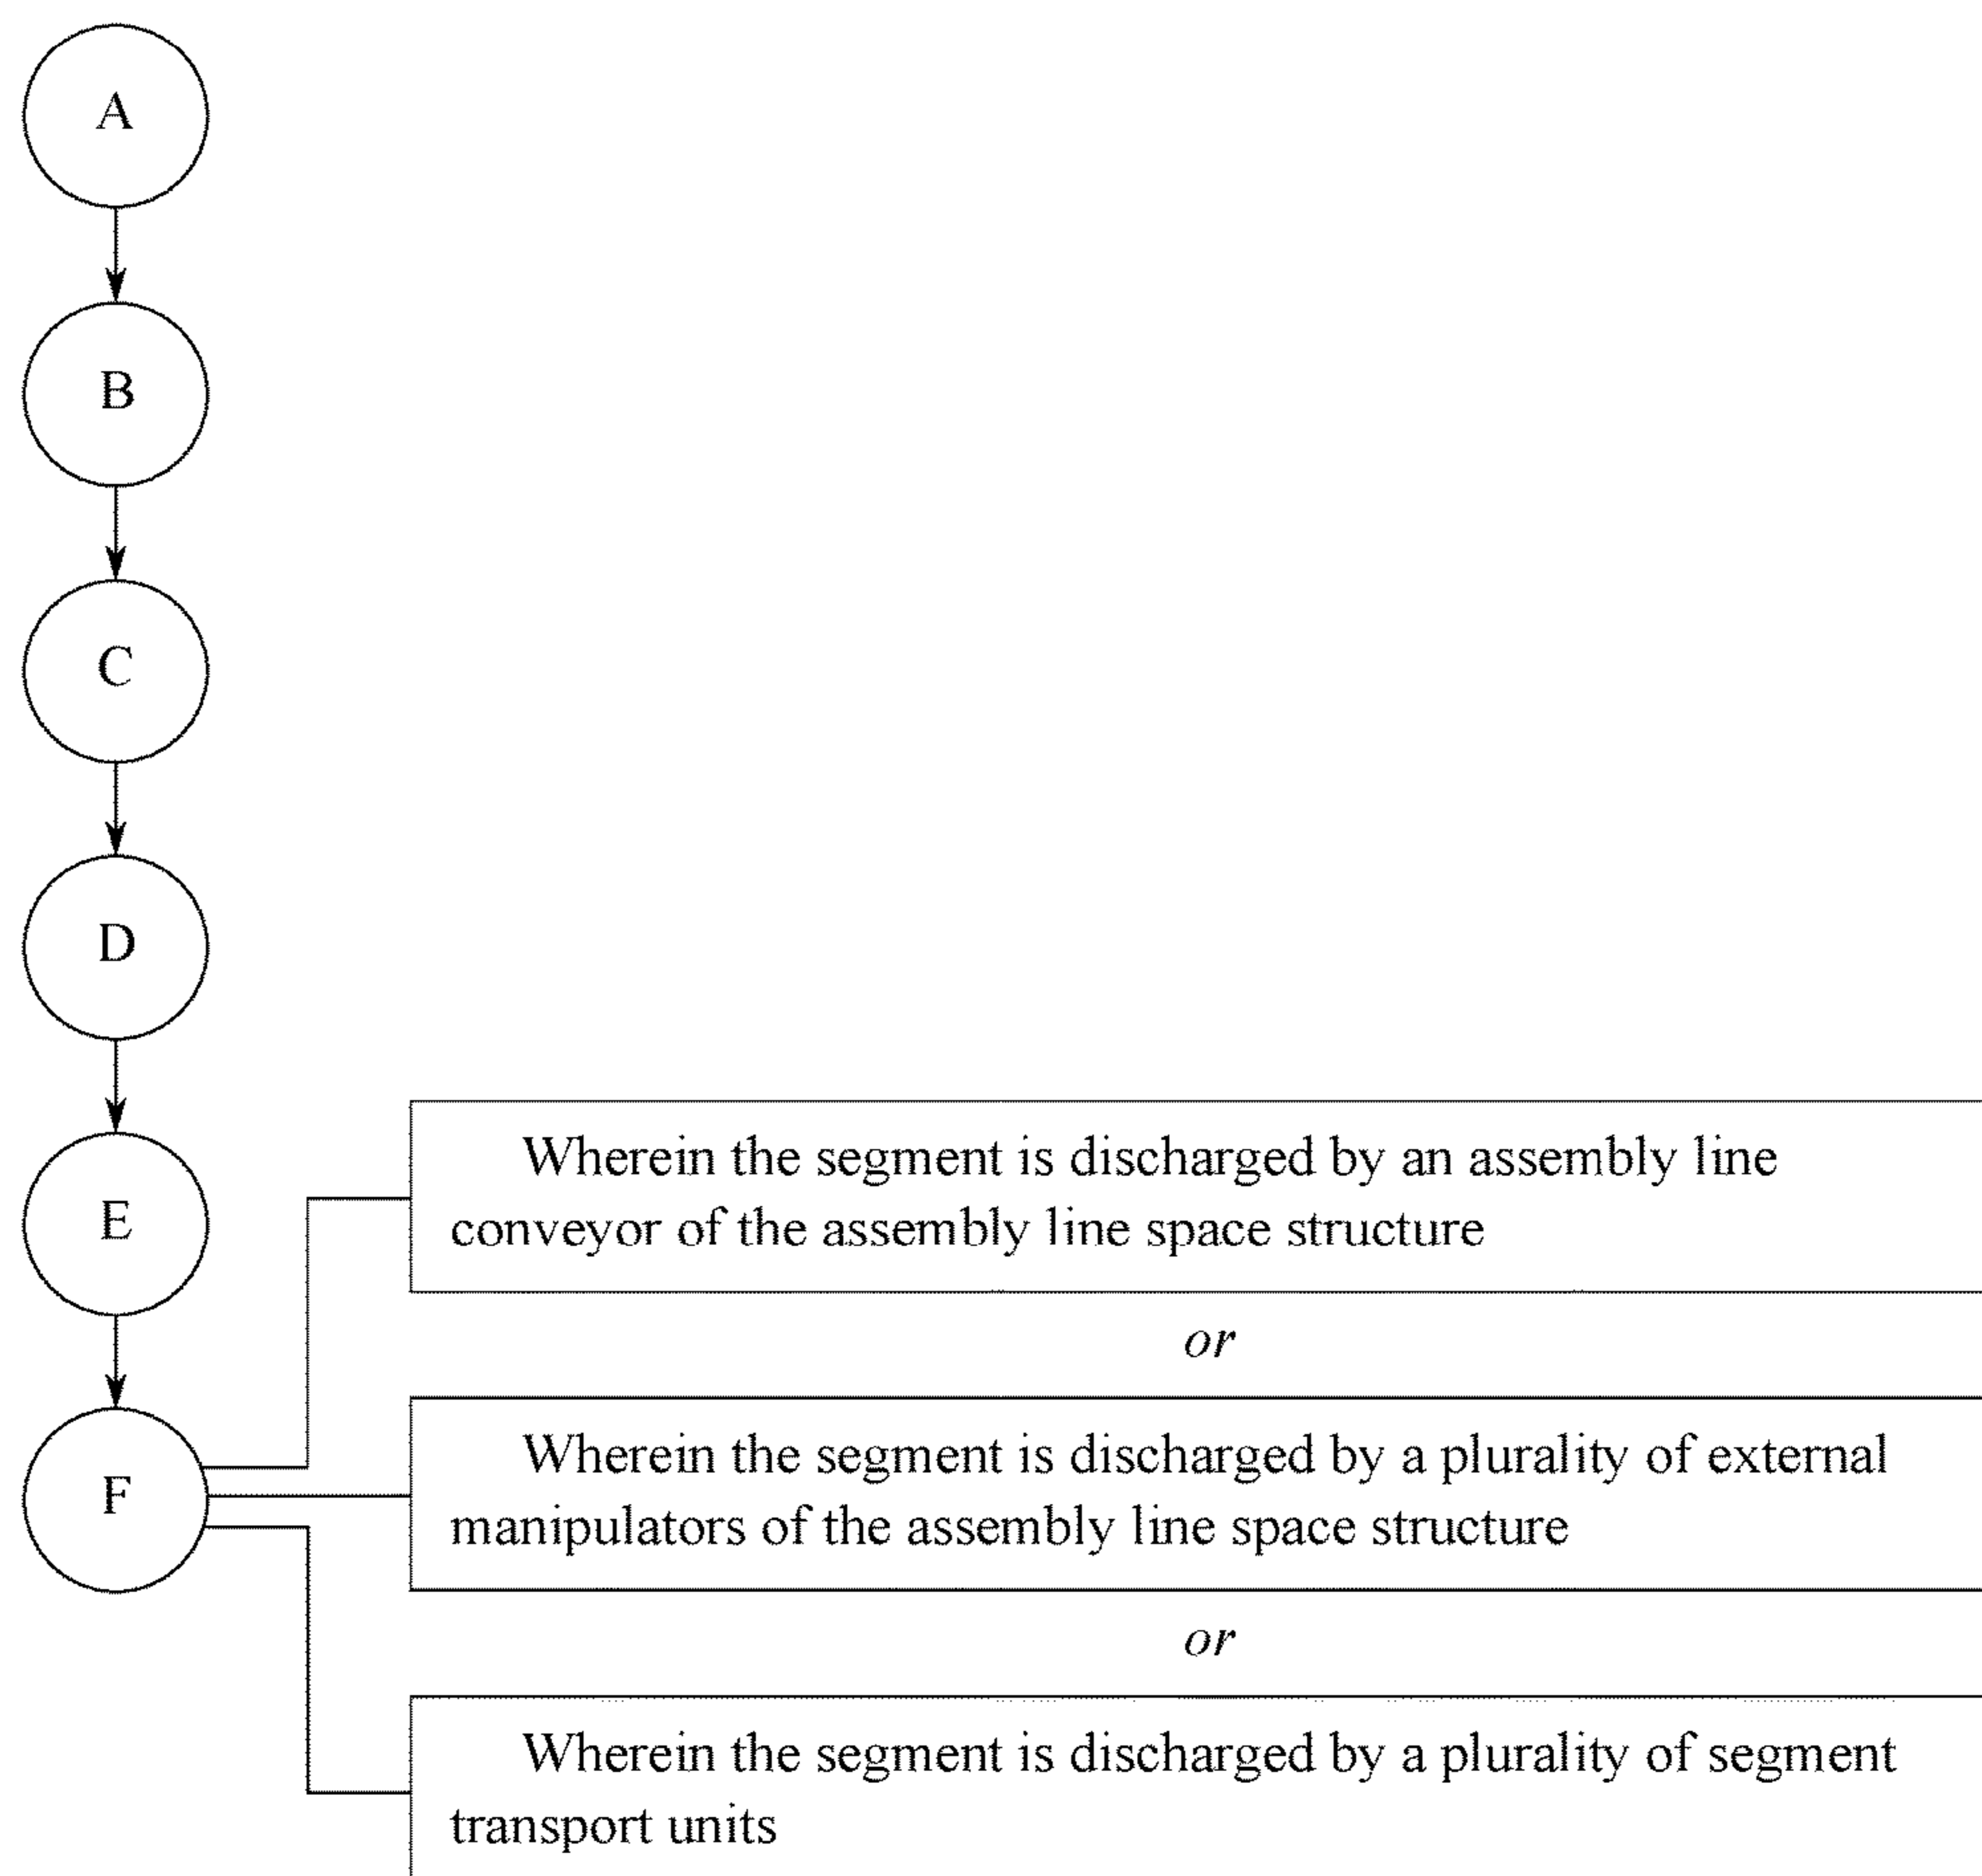 A
B
C
D
E
F
Wherein the segment is discharged by an assembly line
conveyor of the assembly line space structure
or
Wherein the segment is discharged by a plurality of external
manipulators of the assembly line space structure
or
Wherein the segment is discharged by a plurality of segment
transport units